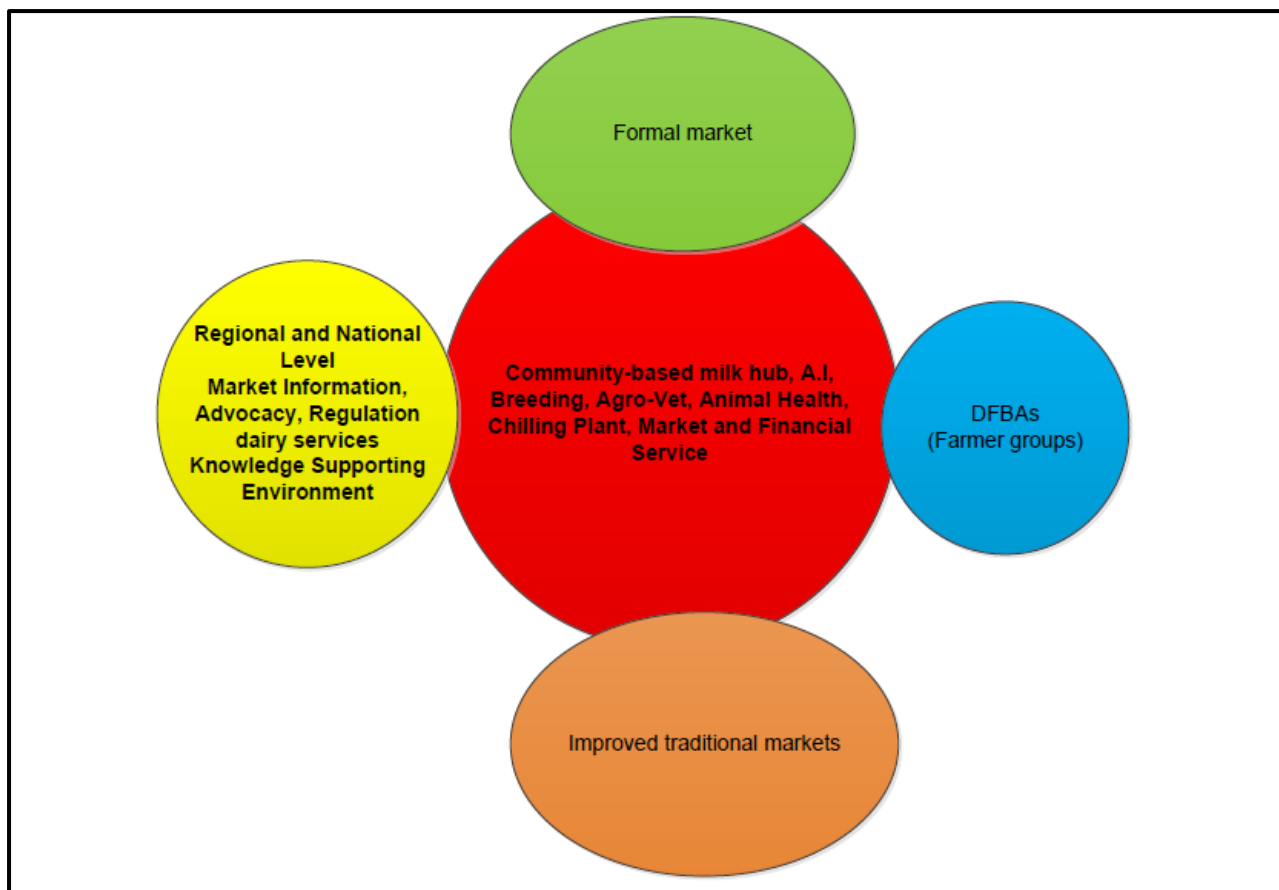 Formal market
Regional and National
Level
Market Information,
Advocacy, Regulation
dairy services
Knowledge Supporting
Environment
Community-based milk hub, A.I,
Breeding, Agro-Vet, Animal Health,
Chilling Plant, Market and Financial
Service
DFBAs
(Farmer groups)
Improved traditional markets